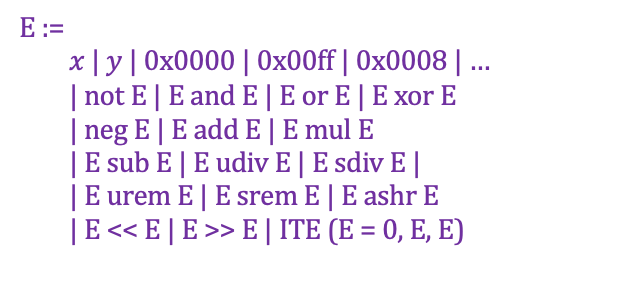 E :=
x | y | 0x0000 | 0x00ff | 0x0008 | ...
| not E | E and E | E or E | E xor E
| neg E | E add E | E mul E
| E sub E | E udiv E | E sdiv E |
| E urem E | E srem E | E ashr E
| E << E | E >> E | ITE (E = 0, E, E)